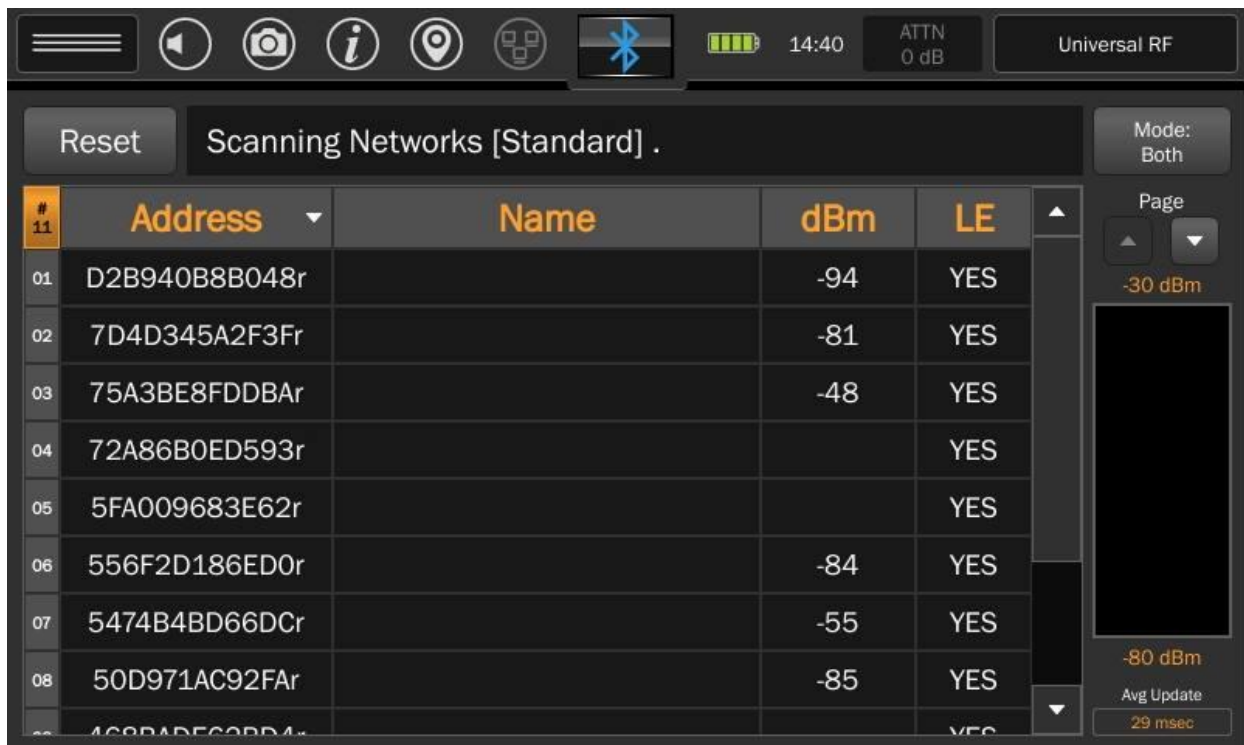 14:40
ATTN
0 dB
Universal RF
Reset
Scanning Networks [Standard] .
Mode:
Both
# 11 Address Name dBm LE
Page
01 D2B940B8B048r -94 YES
-30 dBm
02 7D4D345A2F3Fr -81 YES
03 75A3BE8FDDBAr -48 YES
04 72A86B0ED593r YES
05 5FA009683E62r YES
06 556F2D186ED0r -84 YES
07 5474B4BD66DCr -55 YES
08 50D971AC92FAr -85 YES
-80 dBm
Avg Update
29 msec
YES